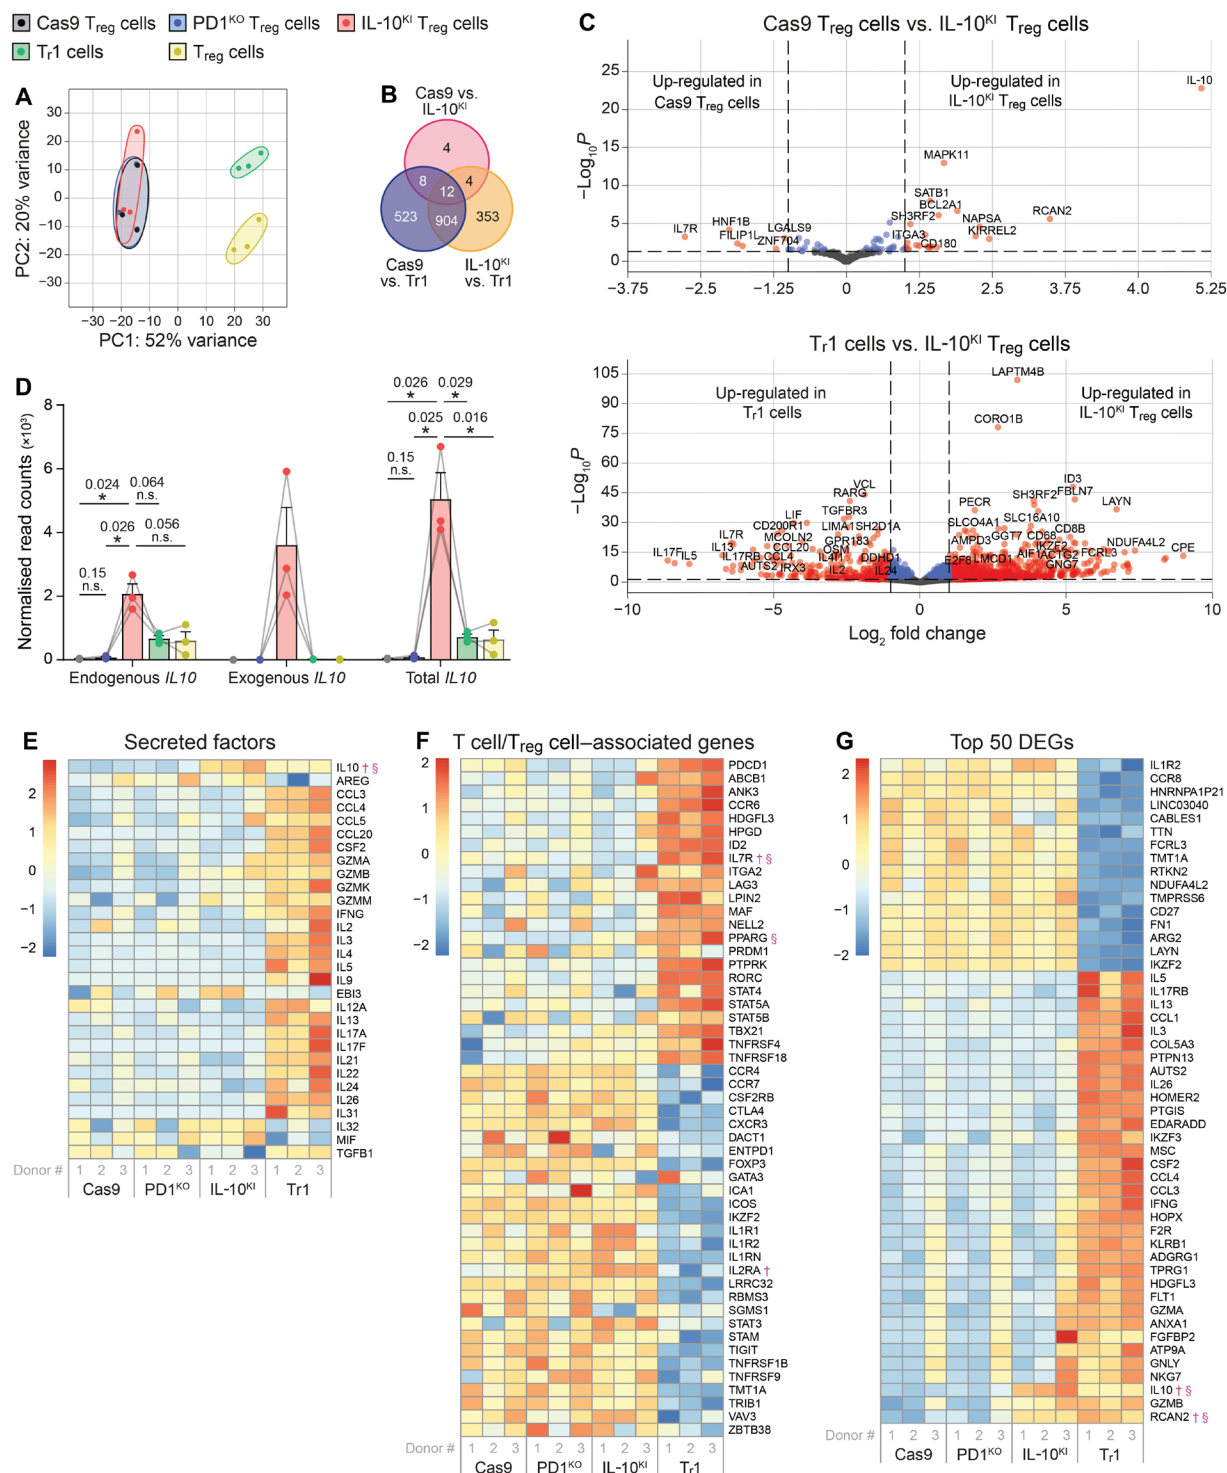 Cas9 Treg cells
PD1KO Treg cells
IL-10KI Treg cells
Tr1 cells
Treg cells
A
PC2: 20% variance
30
20
10
0
−10
−20
−30
−30 −20 −10 0 10 20 30
PC1: 52% variance
B
Cas9 vs.
IL-10KI
4
8
4
12
523
904
353
Cas9
vs. Tr1
IL-10KI
vs. Tr1
C
Cas9 Treg cells vs. IL-10KI Treg cells
Up-regulated in
Cas9 Treg cells
Up-regulated in
IL-10KI Treg cells
−Log10P
25
20
15
10
5
0
IL-10
MAPK11
SATB1
BCL2A1
SH3RF2
RCAN2
NAPSA
KIRREL2
ITGA3
CD180
IL7R
HNF1B
FILIP1L
LGALS9
ZNF704
−3.75 −2.5 −1.25 0 1.25 2.5 3.75 4.0 5.25
Tr1 cells vs. IL-10KI Treg cells
Up-regulated in
Tr1 cells
Up-regulated in
IL-10KI Treg cells
−Log10P
105
90
75
60
45
30
15
0
LAPTM4B
CORO1B
VCL
RARG
TGFBR3
LIF
CD200R1
LIMA1
SH2D1A
MCOLN2
GPR183
IL7R
IL13
CCL20
OSM
IL17F
IL5
IL17RB
CCL4
IL4I1
DDHD1
AUTS2
IRX3
IL2
IL24
ID3
SH3RF2
FBLN7
PECR
LAYN
SLC16A10
SLCO4A1
GGT7
CD68
CD8B
AMPD3
IKZF2
NDUFA4L2
AIF1
ACTG2
FCRL3
CPE
E2F8
LMCD1
GNG7
−10 −5 0 5 10
Log2 fold change
D
Normalised read counts (×10³)
8
6
4
2
0
0.024
*
0.064
n.s.
0.026
*
0.056
n.s.
0.15
n.s.
0.026
*
0.029
*
0.025
*
0.016
*
0.15
n.s.
Endogenous IL10
Exogenous IL10
Total IL10
E
Secreted factors
2
1
0
−1
−2
IL10 † §
AREG
CCL3
CCL4
CCL5
CCL20
CSF2
GZMA
GZMB
GZMK
GZMM
IFNG
IL2
IL3
IL4
IL5
IL9
EBI3
IL12A
IL13
IL17A
IL17F
IL21
IL22
IL24
IL26
IL31
IL32
MIF
TGFB1
Donor # 1 2 3 1 2 3 1 2 3 1 2 3
Cas9 PD1KO IL-10KI Tr1
F
T cell/Treg cell–associated genes
2
1
0
−1
−2
PDCD1
ABCB1
ANK3
CCR6
HDGFL3
HPGD
ID2
IL7R † §
ITGA2
LAG3
LPIN2
MAF
NELL2
PPARG §
PRDM1
PTPRK
RORC
STAT4
STAT5A
STAT5B
TBX21
TNFRSF4
TNFRSF18
CCR4
CCR7
CSF2RB
CTLA4
CXCR3
DACT1
ENTPD1
FOXP3
GATA3
ICA1
ICOS
IKZF2
IL1R1
IL1R2
IL1RN
IL2RA †
LRRC32
RBMS3
SGMS1
STAT3
STAM
TIGIT
TNFRSF1B
TNFRSF9
TMT1A
TRIB1
VAV3
ZBTB38
Donor # 1 2 3 1 2 3 1 2 3 1 2 3
Cas9 PD1KO IL-10KI Tr1
G
Top 50 DEGs
2
1
0
−1
−2
IL1R2
CCR8
HNRNPA1P21
LINC03040
CABLES1
TTN
FCRL3
TMT1A
RTKN2
NDUFA4L2
TMPRSS6
CD27
FN1
ARG2
LAYN
IKZF2
IL5
IL17RB
IL13
CCL1
IL3
COL5A3
PTPN13
AUTS2
IL26
HOMER2
PTGIS
EDARADD
IKZF3
MSC
CSF2
CCL4
CCL3
IFNG
HOPX
F2R
KLRB1
ADGRG1
TPRG1
HDGFL3
FLT1
GZMA
ANXA1
FGFBP2
ATP9A
GNLY
NKG7
IL10 † §
GZMB
RCAN2 † §
Donor # 1 2 3 1 2 3 1 2 3 1 2 3
Cas9 PD1KO IL-10KI Tr1